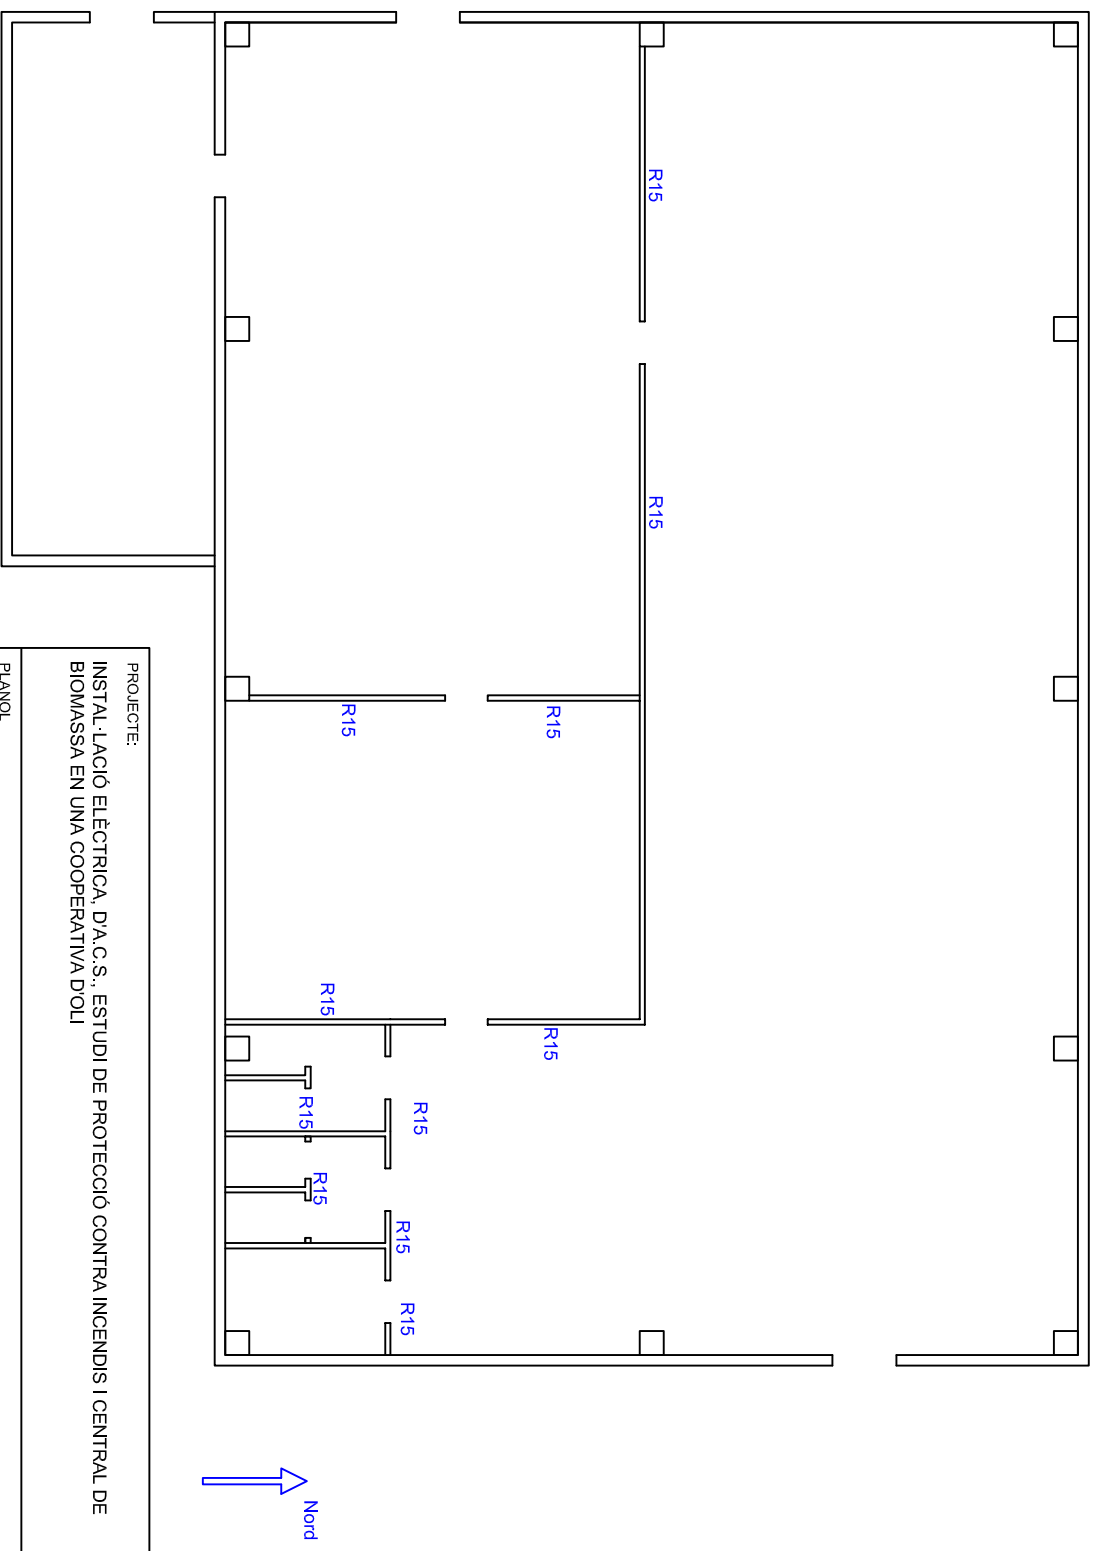 R15
R15
R15
R15
R15
R15
R15
R15
R15
R15
R15
Nord
PROJECTE:
INSTAL·LACIÓ ELÈCTRICA, D'A.C.S., ESTUDI DE PROTECCIÓ CONTRA INCENDIS I CENTRAL DE
BIOMASSA EN UNA COOPERATIVA D'OLI
PLANOL